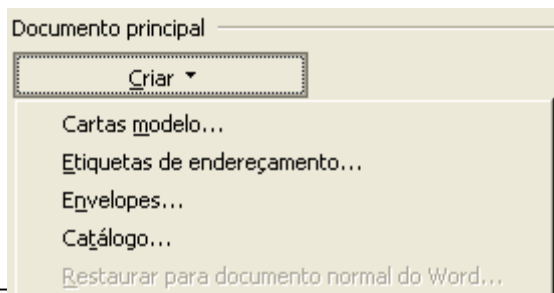 Documento principal
Criar
Cartas modelo...
Etiquetas de endereçamento...
Envelopes...
Catálogo...
Restaurar para documento normal do Word...